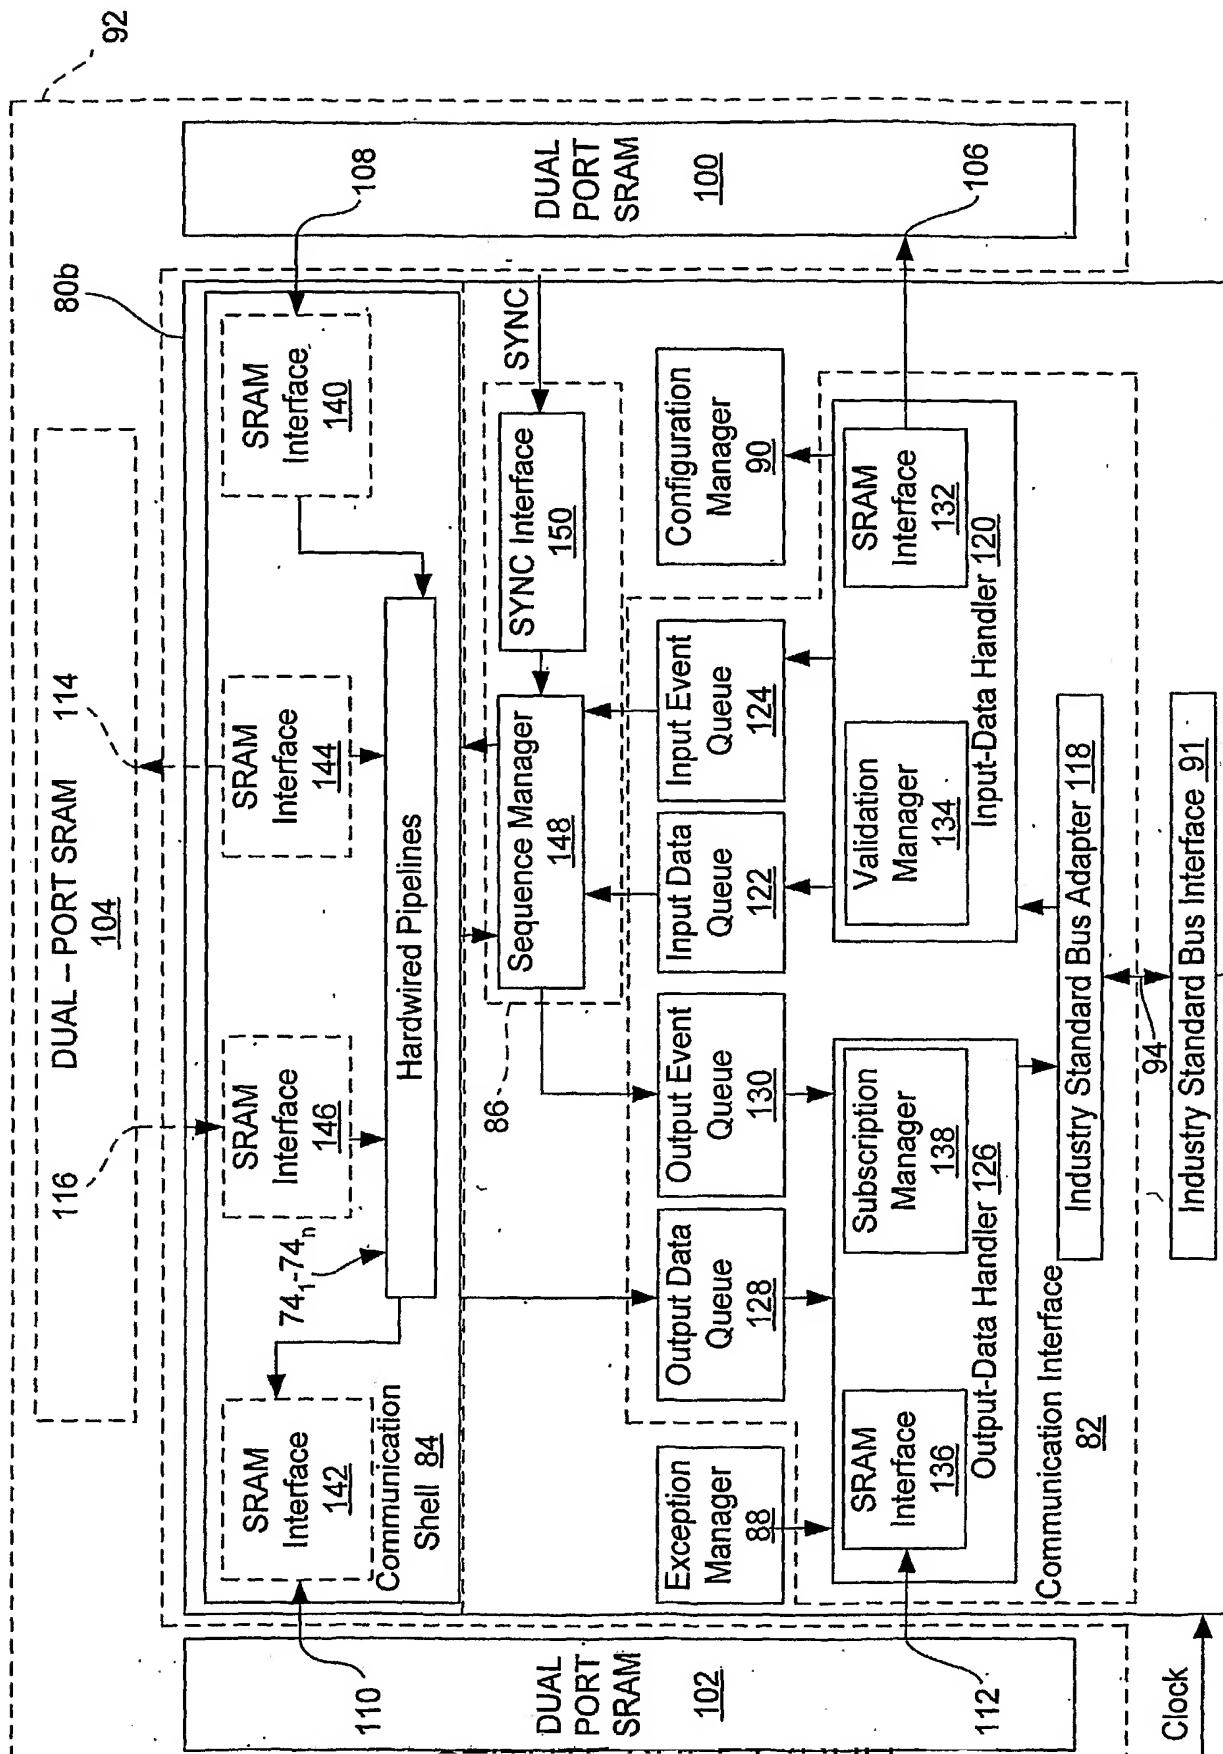 92
DUAL – PORT SRAM
104
116
114
80b
108
SRAM
Interface
142
SRAM
Interface
146
SRAM
Interface
144
SRAM
Interface
140
74₁-74ₙ
Hardwired Pipelines
Communication
Shell 84
110
DUAL
PORT
SRAM
102
112
DUAL
PORT
SRAM
100
106
86
Sequence Manager
148
SYNC Interface
150
SYNC
Exception
Manager
88
Output Data
Queue
128
Output Event
Queue
130
Input Data
Queue
122
Input Event
Queue
124
Configuration
Manager
90
SRAM
Interface
136
Subscription
Manager
138
Output-Data Handler 126
Validation
Manager
134
SRAM
Interface
132
Input-Data Handler 120
Communication Interface
82
Industry Standard Bus Adapter 118
94
Industry Standard Bus Interface 91
Clock